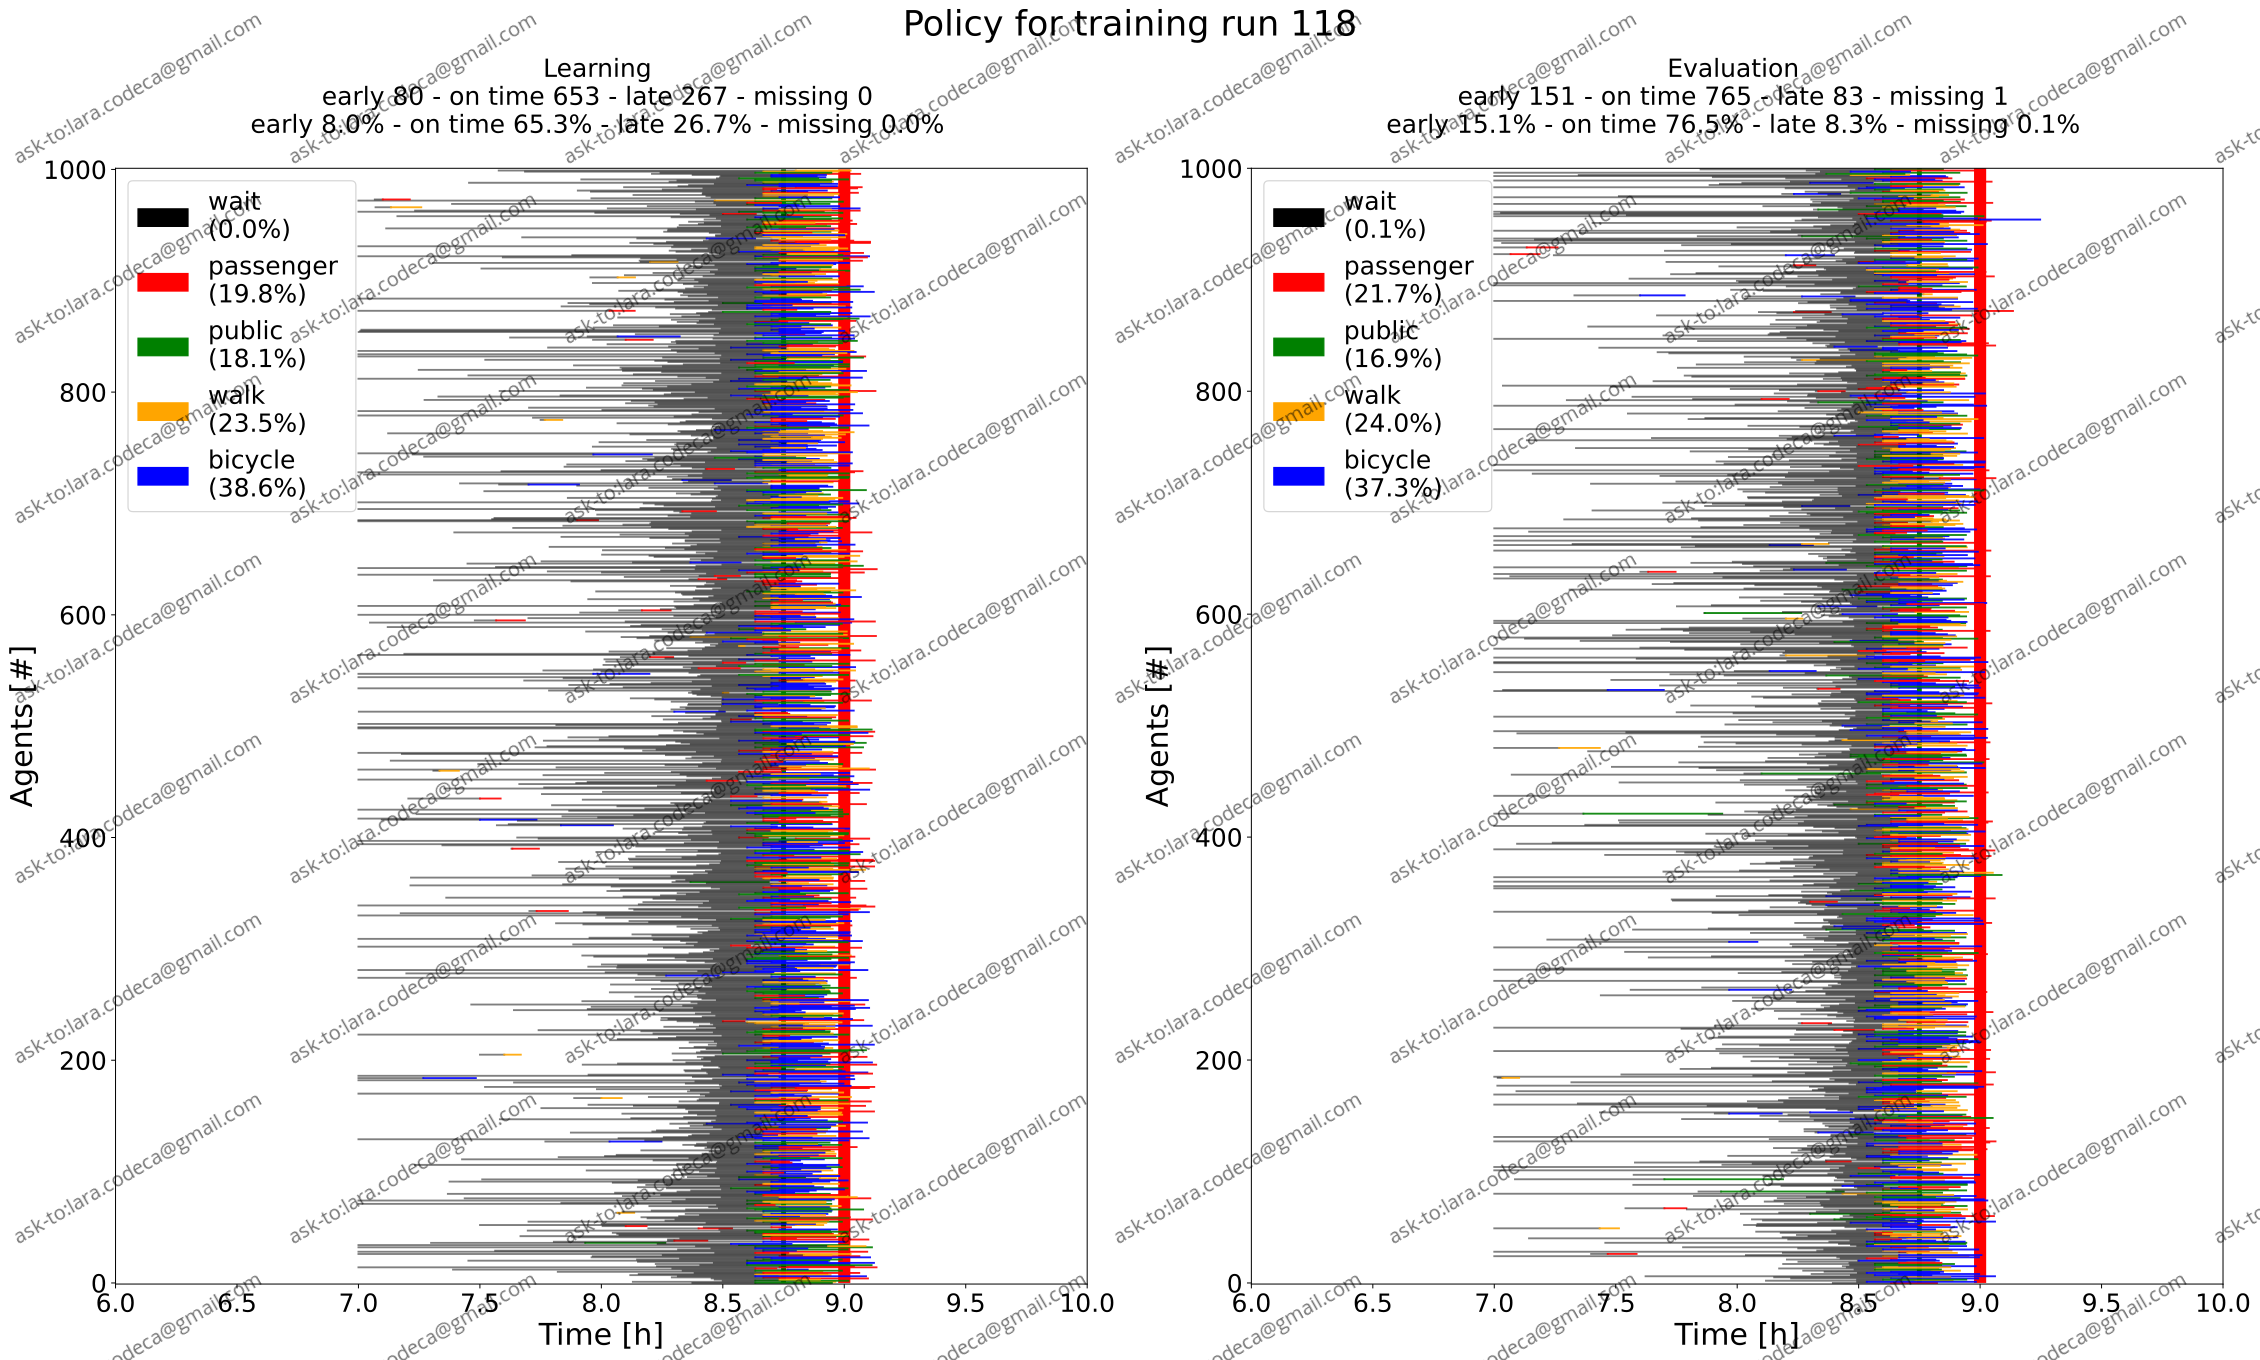 Policy for training run 118
Learning
early 80 - on time 653 - late 267 - missing 0
early 8.0% - on time 65.3% - late 26.7% - missing 0.0%
1000
800
600
400
200
0
Agents [#]
wait
(0.0%)
passenger
(19.8%)
public
(18.1%)
walk
(23.5%)
bicycle
(38.6%)
6.0 6.5 7.0 7.5 8.0 8.5 9.0 9.5 10.0
Time [h]
Evaluation
early 151 - on time 765 - late 83 - missing 1
early 15.1% - on time 76.5% - late 8.3% - missing 0.1%
1000
800
600
400
200
0
Agents [#]
wait
(0.1%)
passenger
(21.7%)
public
(16.9%)
walk
(24.0%)
bicycle
(37.3%)
6.0 6.5 7.0 7.5 8.0 8.5 9.0 9.5 10.0
Time [h]
ask-to:lara.codeca@gmail.com